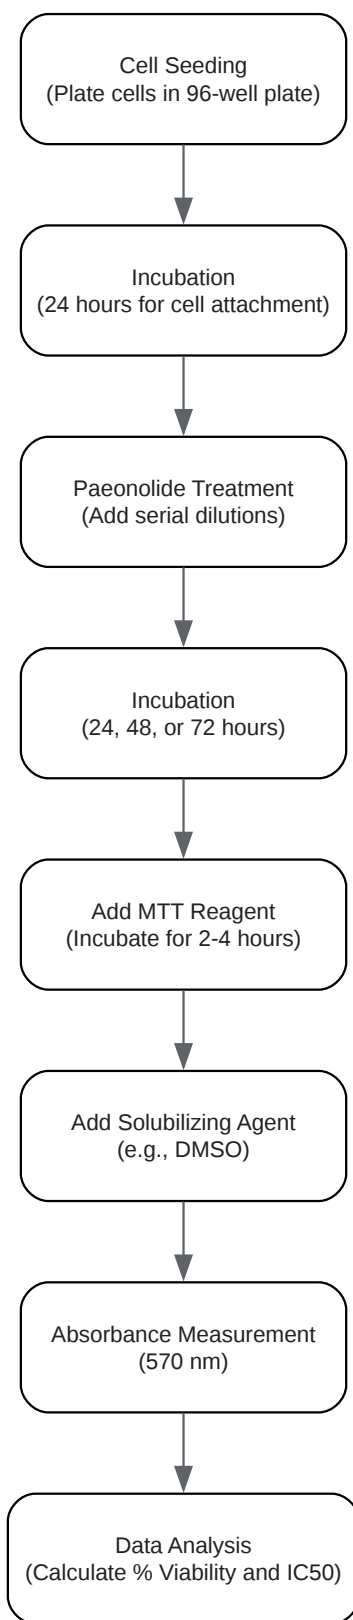 Cell Seeding
(Plate cells in 96-well plate)
Incubation
(24 hours for cell attachment)
Paeonolide Treatment
(Add serial dilutions)
Incubation
(24, 48, or 72 hours)
Add MTT Reagent
(Incubate for 2-4 hours)
Add Solubilizing Agent
(e.g., DMSO)
Absorbance Measurement
(570 nm)
Data Analysis
(Calculate % Viability and IC50)